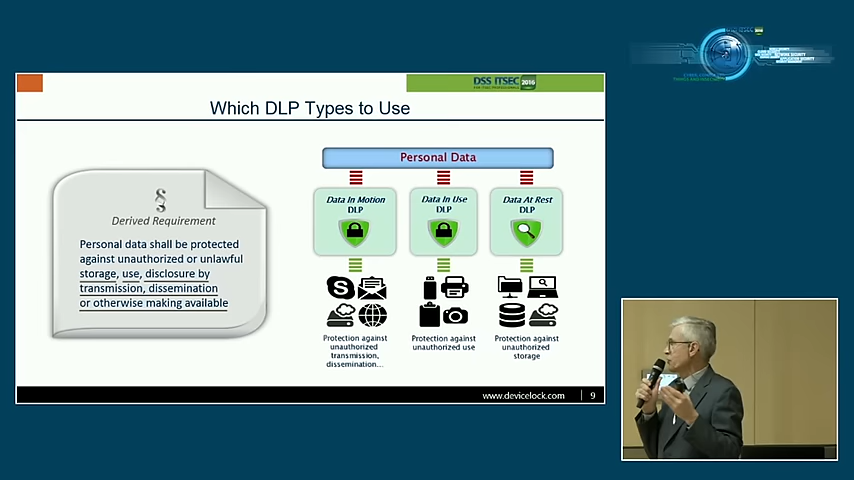 DSS ITSEC 2016
Which DLP Types to Use
§
Derived Requirement
Personal data shall be protected
against unauthorized or unlawful
storage, use, disclosure by
transmission, dissemination
or otherwise making available
Personal Data
Data In Motion
DLP
Data In Use
DLP
Data At Rest
DLP
Protection against
unauthorized
transmission,
dissemination...
Protection against
unauthorized use
Protection against
unauthorized
storage
www.devicelock.com
9